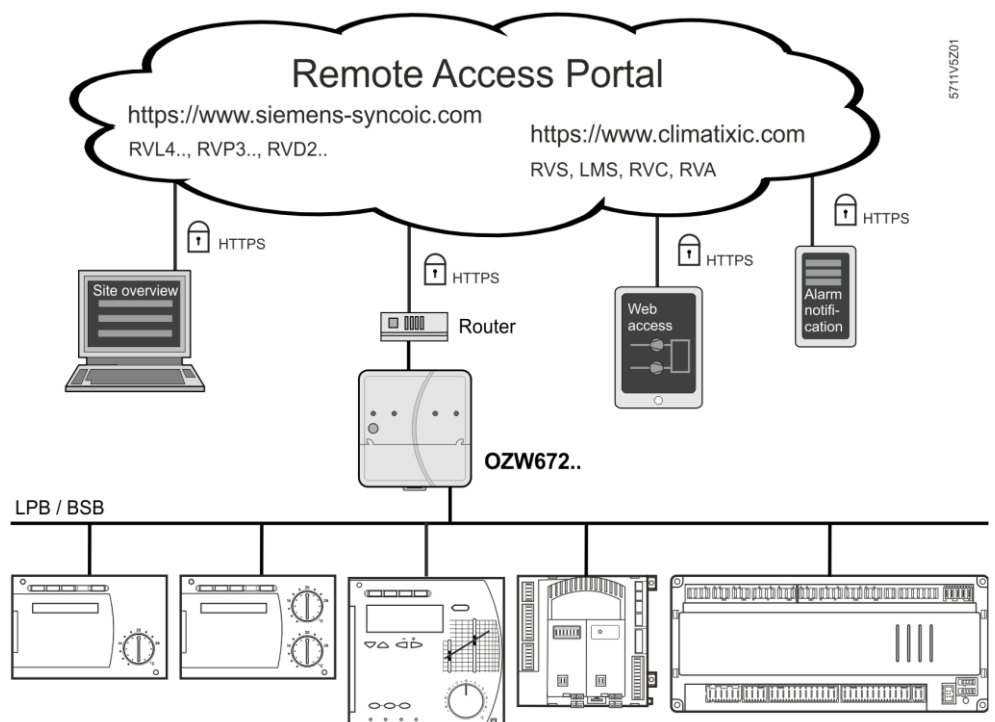 Remote Access Portal
https://www.siemens-syncoic.com
RVL4.., RVP3.., RVD2..
https://www.climatixic.com
RVS, LMS, RVC, RVA
5711V5Z01
HTTPS
HTTPS
HTTPS
HTTPS
Site overview
Router
Web
access
Alarm
notifi-
cation
OZW672..
LPB / BSB